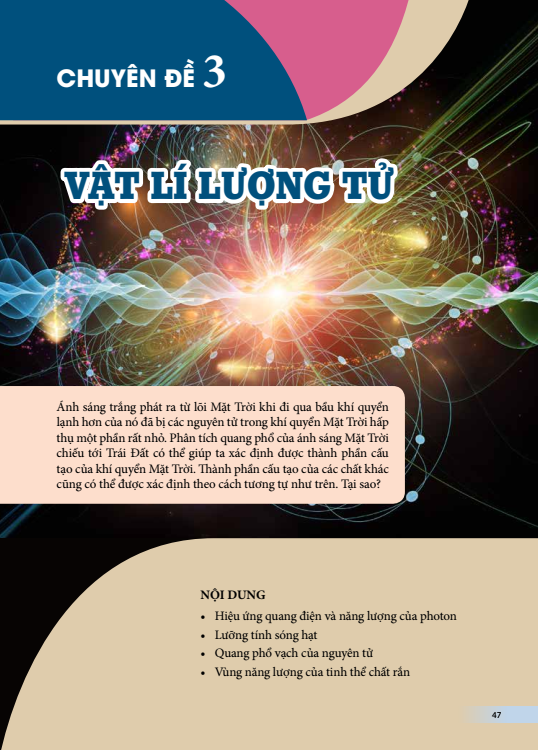 CHUYÊN ĐỀ 3
VẬT LÍ LƯỢNG TỬ
Ánh sáng trắng phát ra từ lõi Mặt Trời khi đi qua bầu khí quyển
lạnh hơn của nó đã bị các nguyên tử trong khí quyển Mặt Trời hấp
thụ một phần rất nhỏ. Phân tích quang phổ của ánh sáng Mặt Trời
chiếu tới Trái Đất có thể giúp ta xác định được thành phần cấu
tạo của khí quyển Mặt Trời. Thành phần cấu tạo của các chất khác
cũng có thể được xác định theo cách tương tự như trên. Tại sao?
NỘI DUNG
• Hiệu ứng quang điện và năng lượng của photon
• Lưỡng tính sóng hạt
• Quang phổ vạch của nguyên tử
• Vùng năng lượng của tinh thể chất rắn
47